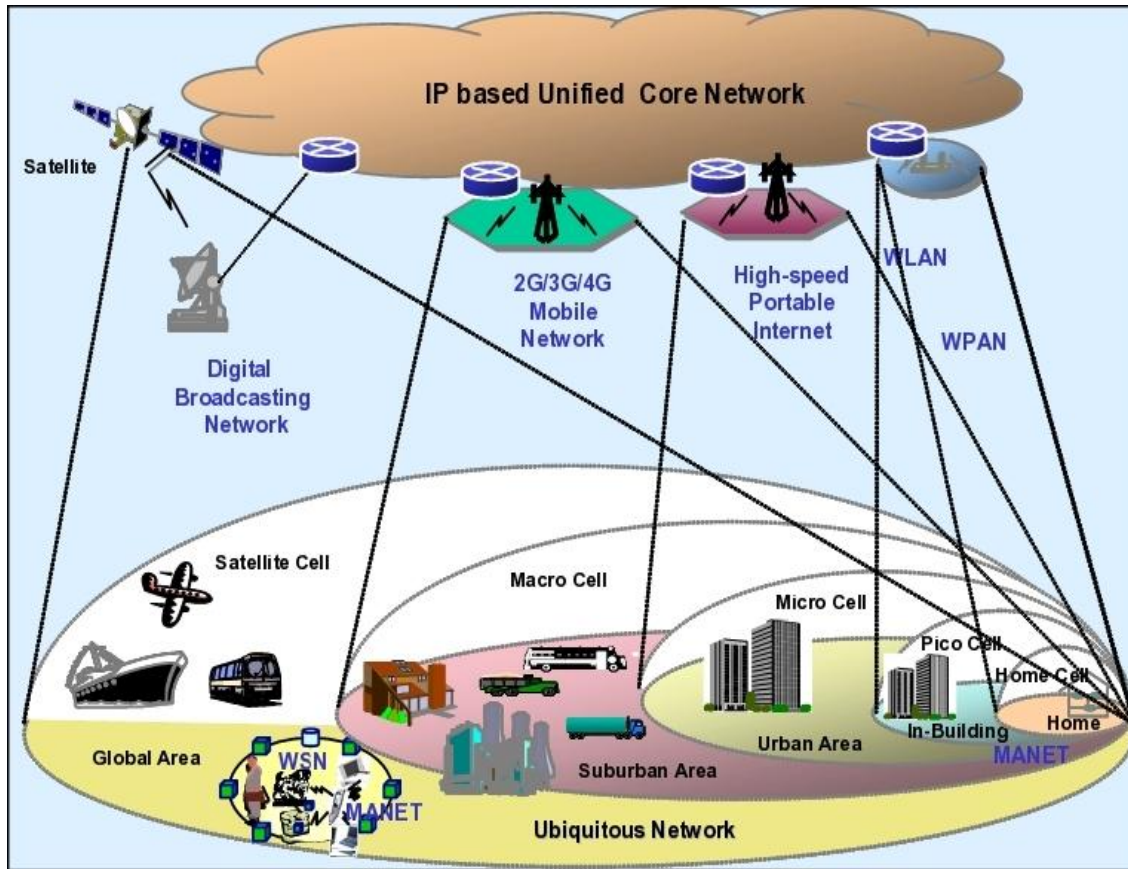 IP based Unified Core Network
Satellite
WLAN
2G/3G/4G
Mobile
Network
High-speed
Portable
Internet
WPAN
Digital
Broadcasting
Network
Satellite Cell
Macro Cell
Micro Cell
Pico Cell
Home Cell
Home
In-Building
Urban Area
MANET
Global Area
WSN
Suburban Area
MANET
Ubiquitous Network